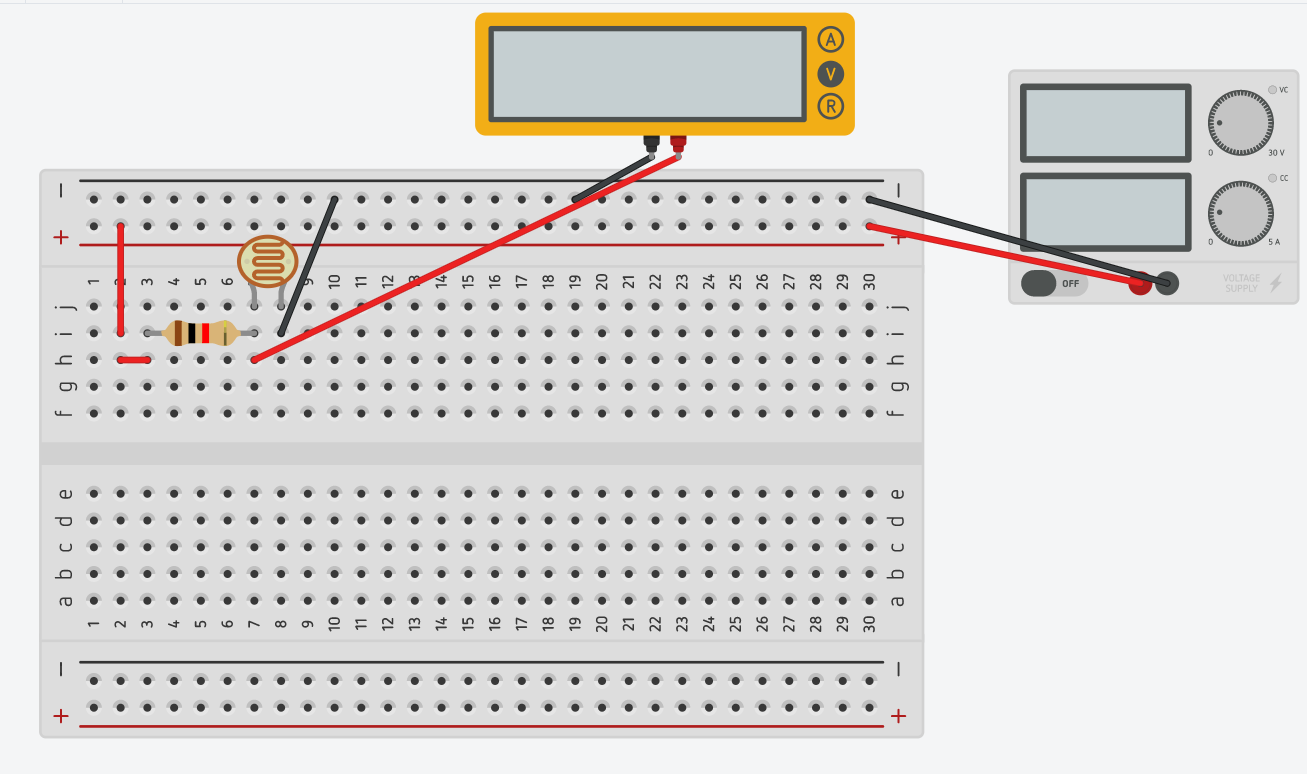 A
V
R
VC
0 30 V
CC
0 5 A
OFF
VOLTAGE
SUPPLY
− −
+ +
1 2 3 4 5 6 7 8 9 10 11 12 13 14 15 16 17 18 19 20 21 22 23 24 25 26 27 28 29 30
j j
i i
h h
g g
f f
e e
d d
c c
b b
a a
1 2 3 4 5 6 7 8 9 10 11 12 13 14 15 16 17 18 19 20 21 22 23 24 25 26 27 28 29 30
− −
+ +